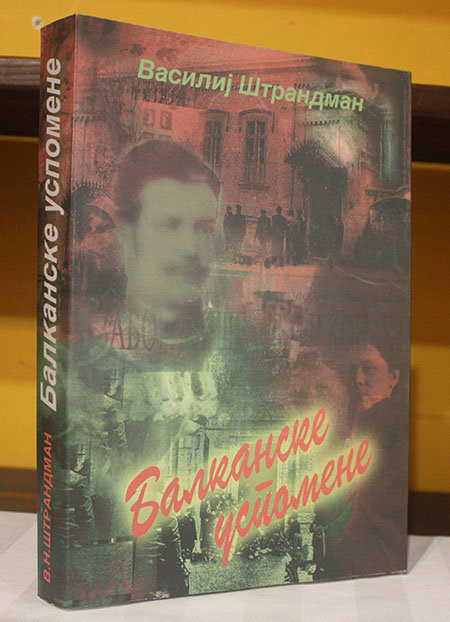 Василиј Штрандман
Балканске
успомене
В.Н.ШТРАНДМАН
Балканске успомене